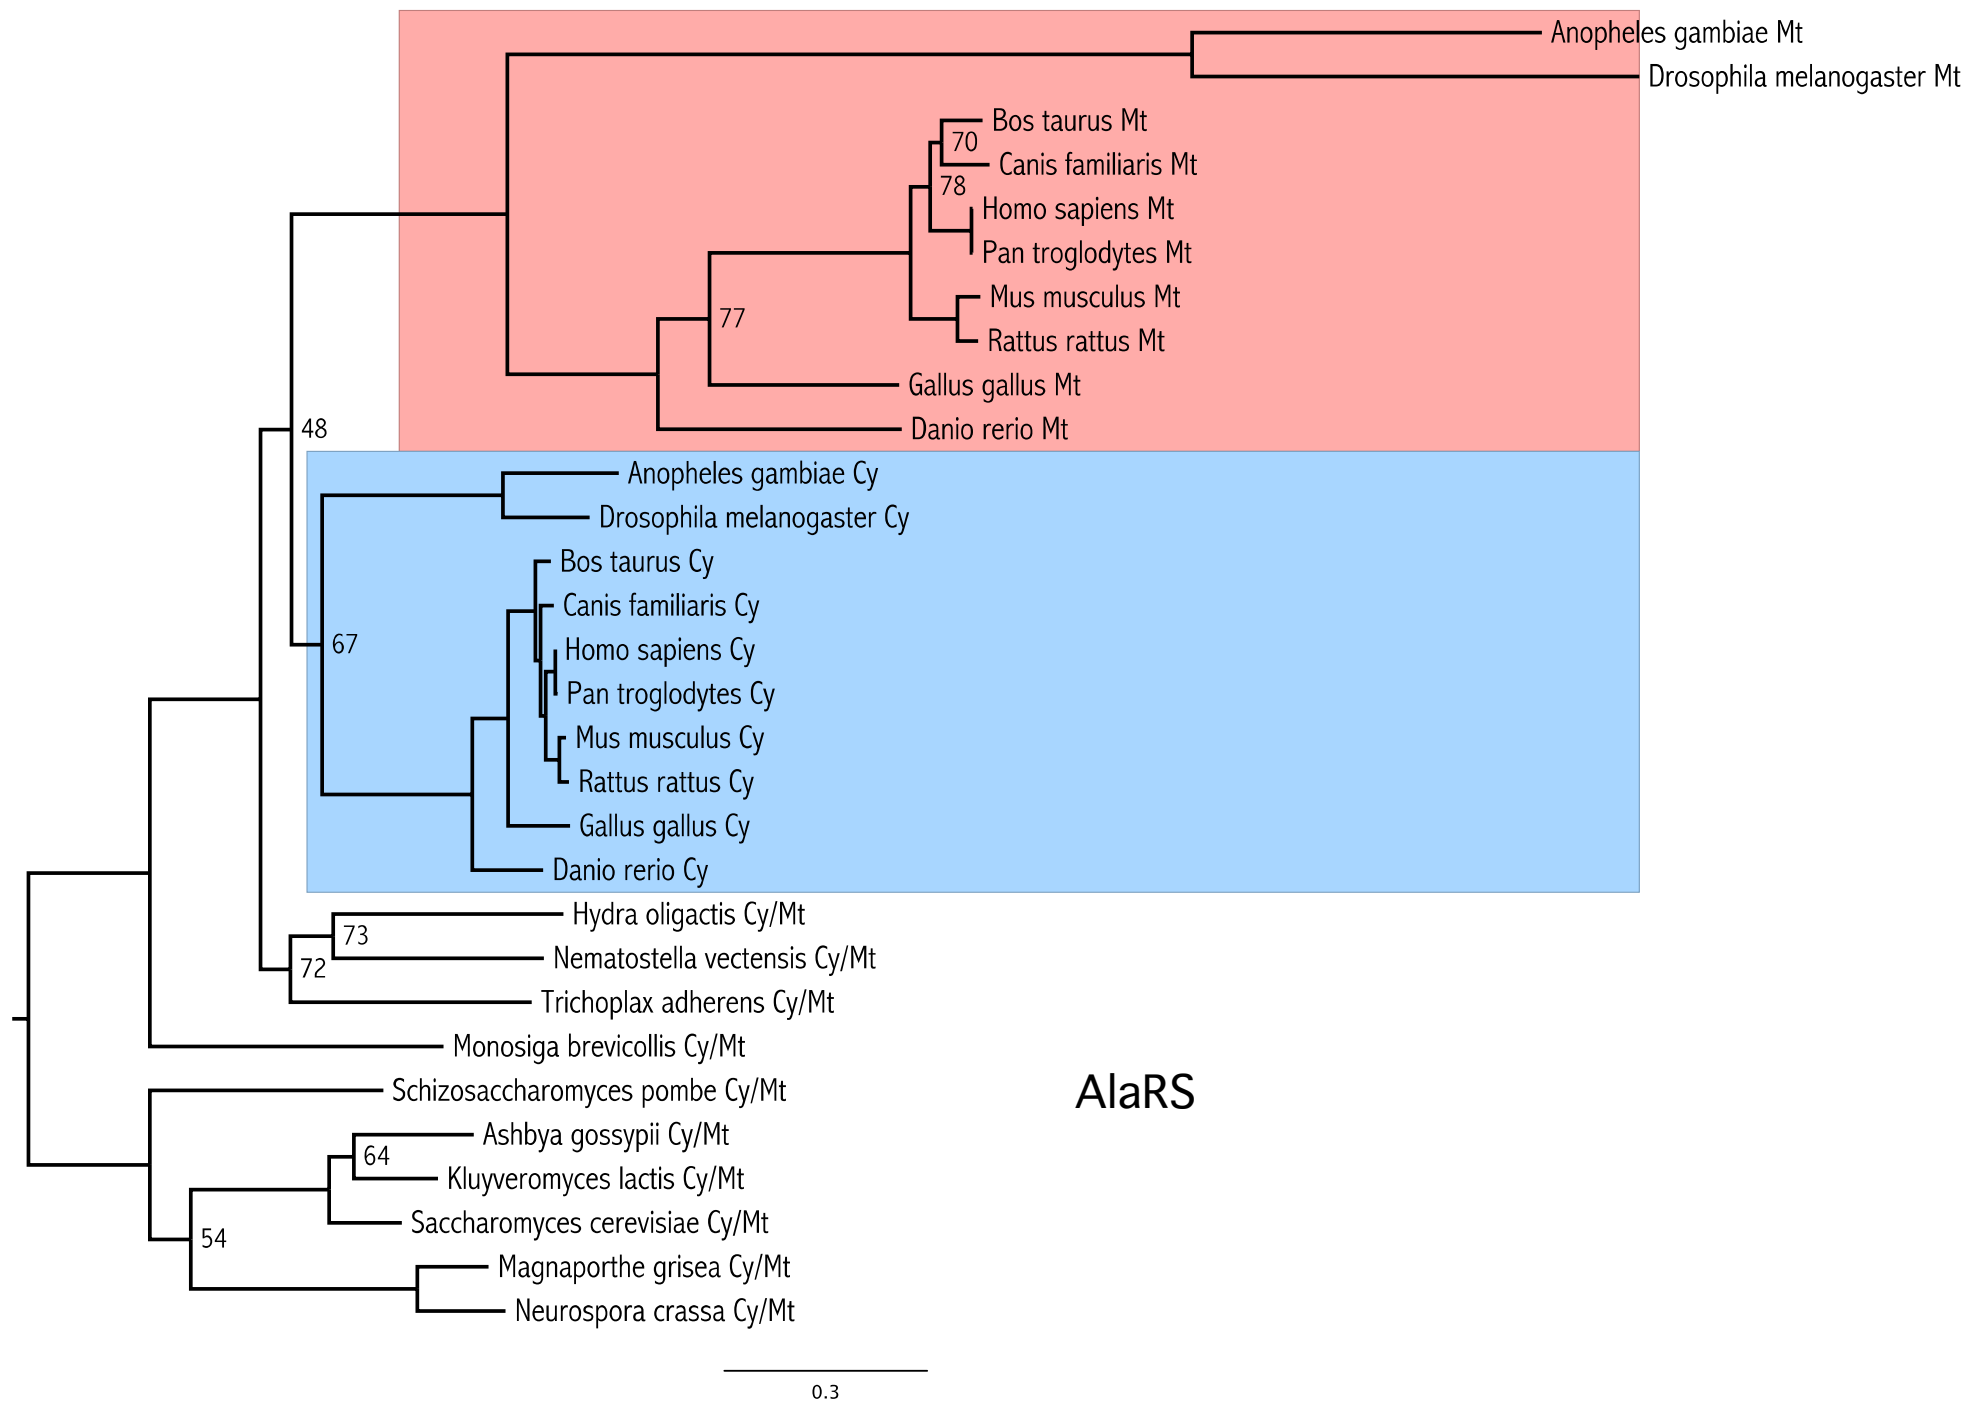 Anopheles gambiae Mt
Drosophila melanogaster Mt
Bos taurus Mt
70
Canis familiaris Mt
78
Homo sapiens Mt
Pan troglodytes Mt
Mus musculus Mt
77
Rattus rattus Mt
Gallus gallus Mt
48
Danio rerio Mt
Anopheles gambiae Cy
Drosophila melanogaster Cy
Bos taurus Cy
Canis familiaris Cy
67
Homo sapiens Cy
Pan troglodytes Cy
Mus musculus Cy
Rattus rattus Cy
Gallus gallus Cy
Danio rerio Cy
Hydra oligactis Cy/Mt
73
Nematostella vectensis Cy/Mt
72
Trichoplax adherens Cy/Mt
Monosiga brevicollis Cy/Mt
Schizosaccharomyces pombe Cy/Mt
AlaRS
Ashbya gossypii Cy/Mt
64
Kluyveromyces lactis Cy/Mt
Saccharomyces cerevisiae Cy/Mt
54
Magnaporthe grisea Cy/Mt
Neurospora crassa Cy/Mt
0.3